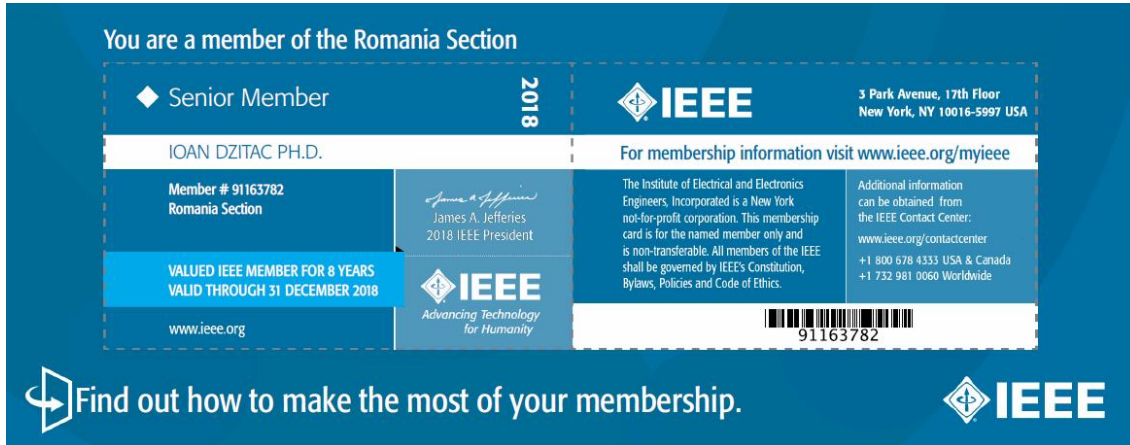 You are a member of the Romania Section
Senior Member
2018
IOAN DZITAC PH.D.
Member # 91163782
Romania Section
James A. Jefferies
James A. Jefferies
2018 IEEE President
VALUED IEEE MEMBER FOR 8 YEARS
VALID THROUGH 31 DECEMBER 2018
www.ieee.org
IEEE
Advancing Technology
for Humanity
IEEE
3 Park Avenue, 17th Floor
New York, NY 10016-5997 USA
For membership information visit www.ieee.org/myieee
The Institute of Electrical and Electronics
Engineers, Incorporated is a New York
not-for-profit corporation. This membership
card is for the named member only and
is non-transferable. All members of the IEEE
shall be governed by IEEE's Constitution,
Bylaws, Policies and Code of Ethics.
Additional information
can be obtained from
the IEEE Contact Center:
www.ieee.org/contactcenter
+1 800 678 4333 USA & Canada
+1 732 981 0060 Worldwide
91163782
Find out how to make the most of your membership.
IEEE